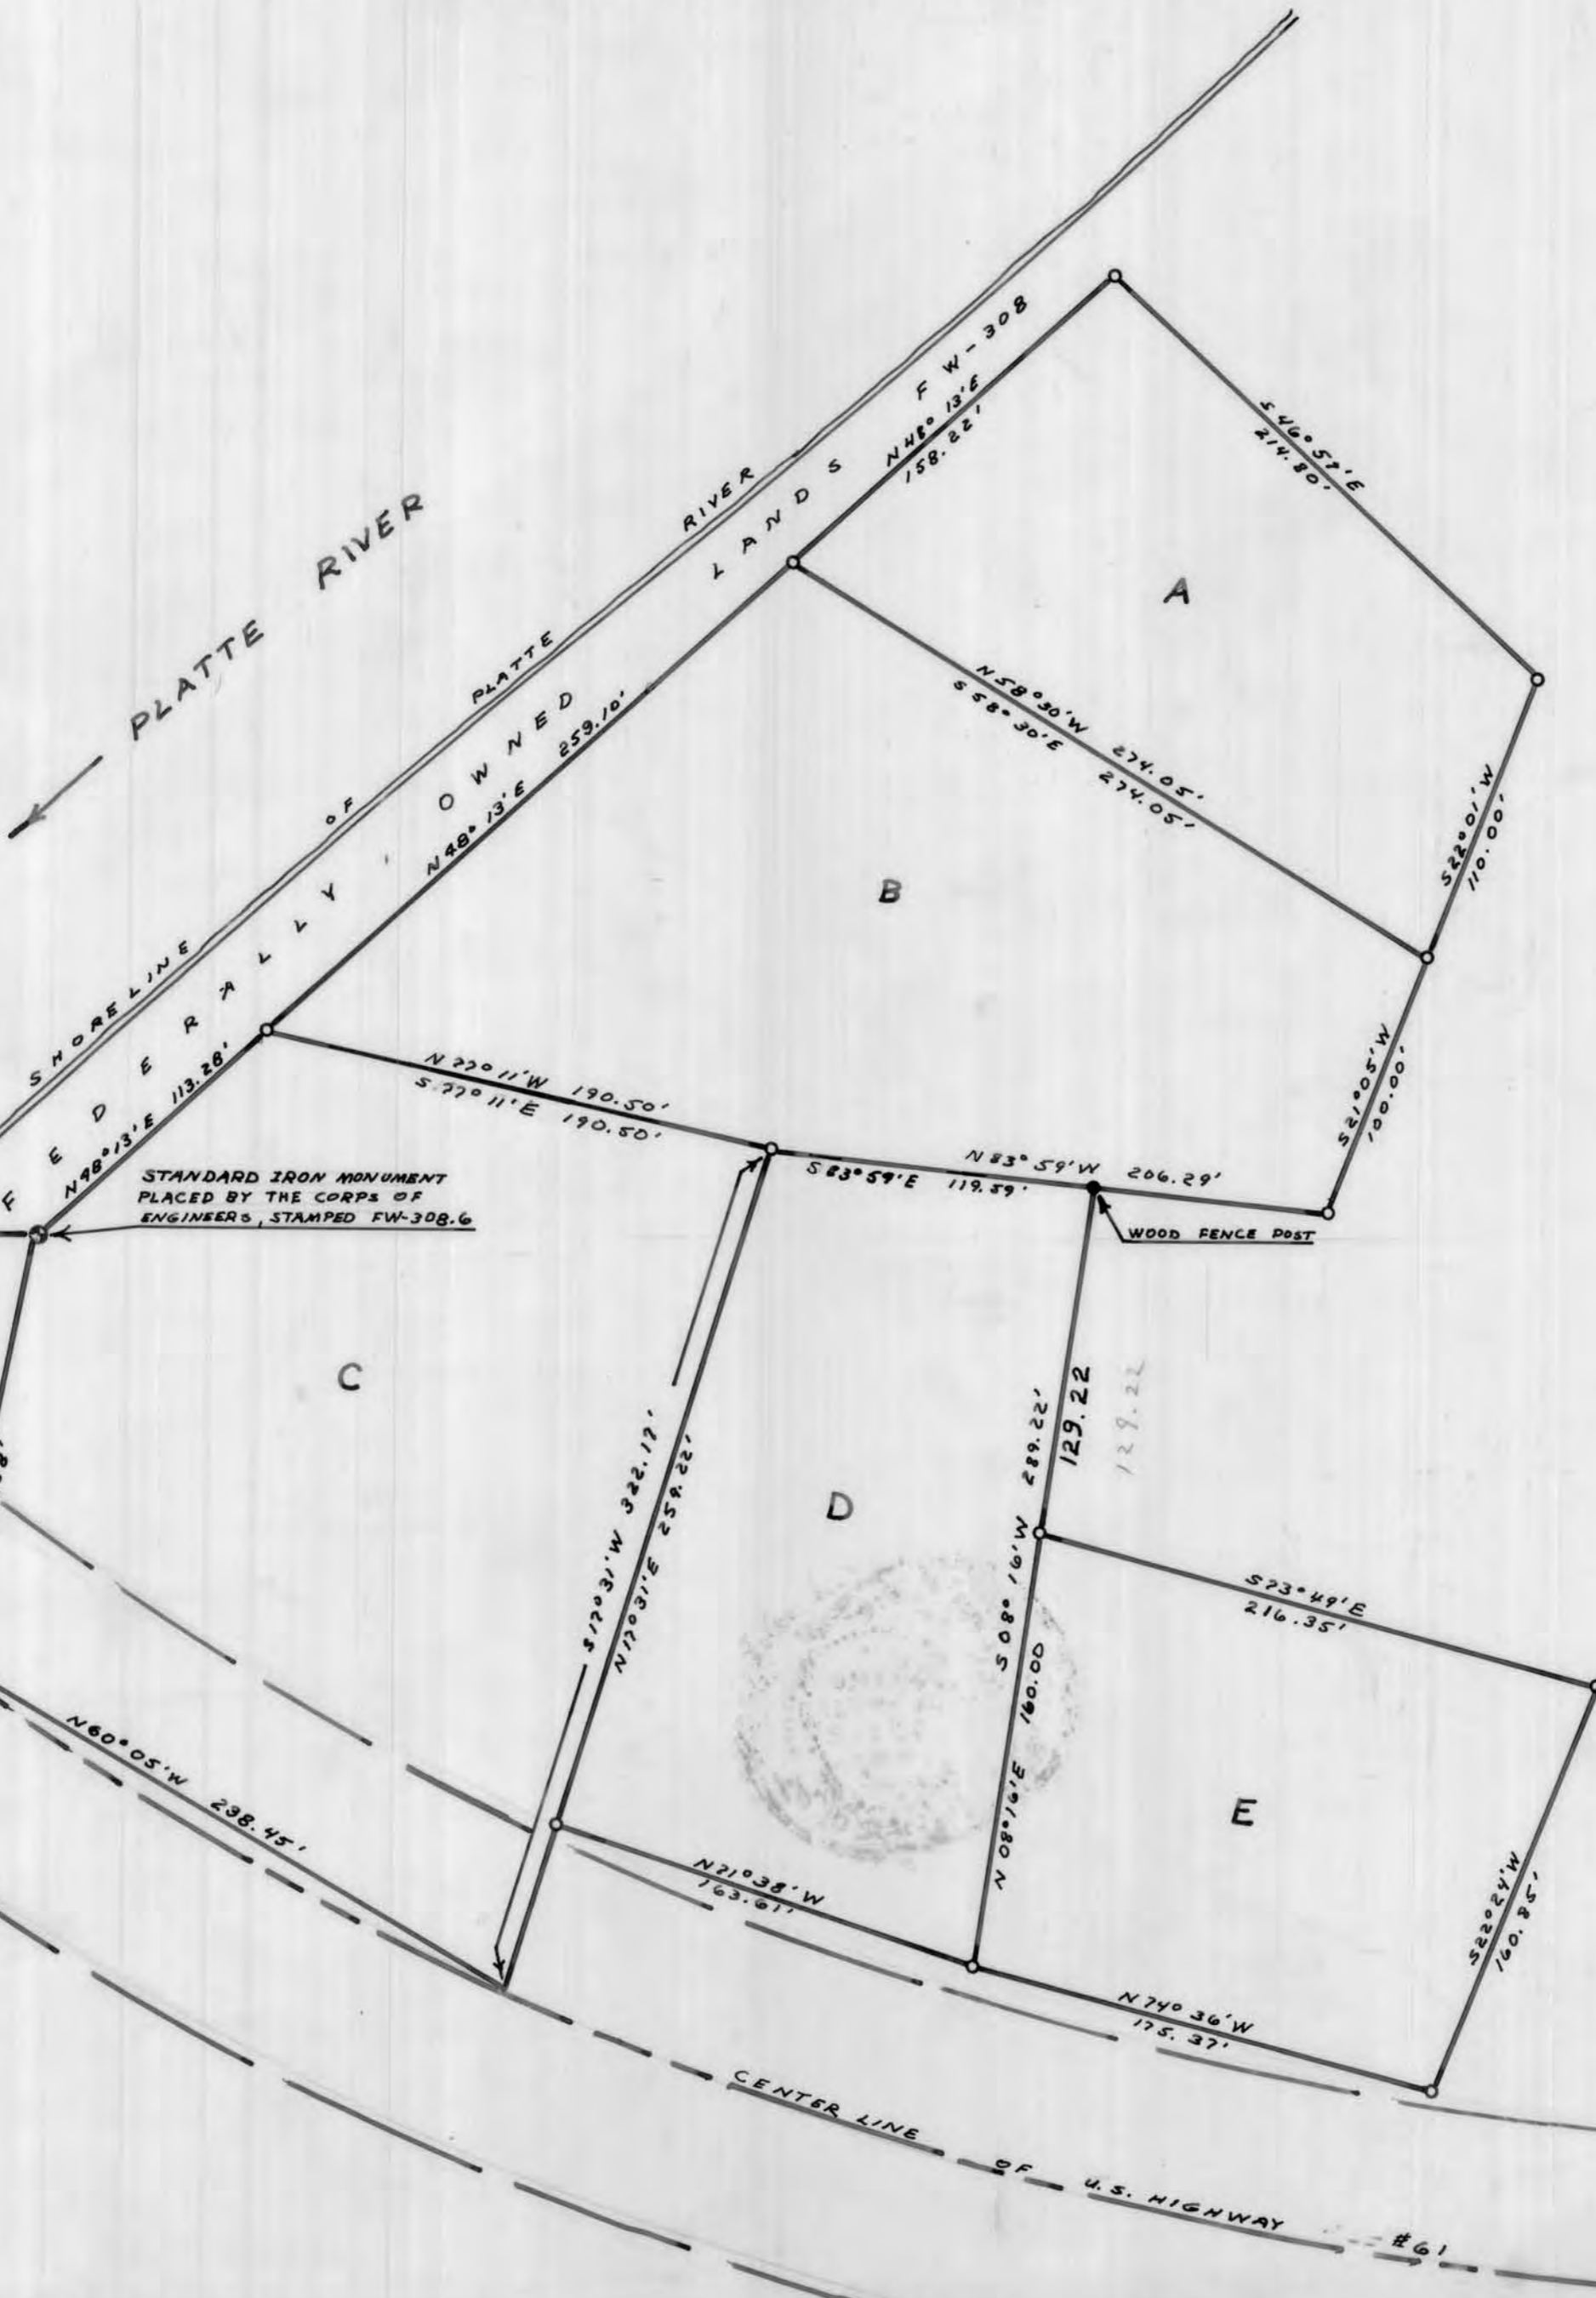 PLATTE RIVER
SHORE LINE OF PLATTE RIVER
FEDERALLY OWNED LANDS FW-308
N48° 13'E
158.22'
S46°57'E
214.80'
A
N58°30'W 274.05'
S58°30'E 274.05'
S22°01'W
110.00'
N48° 13'E 259.10'
B
S21°05'W
100.00'
N48°13'E 113.28'
N77°11'W 190.50'
S77°11'E 190.50'
N83°59'W 206.29'
S83°59'E 119.59'
STANDARD IRON MONUMENT
PLACED BY THE CORPS OF
ENGINEERS, STAMPED FW-308.6
WOOD FENCE POST
C
S17°31'W 322.17'
N17°31'E 259.22'
D
S08° 16'W 289.22'
129.22
129.22
N08°16'E 160.00
S73°49'E
216.35'
E
S22°24'W
160.85'
N60°05'W 238.45'
N71°38'W
163.61'
N74°36'W
175.37'
CENTER LINE OF U.S. HIGHWAY #61